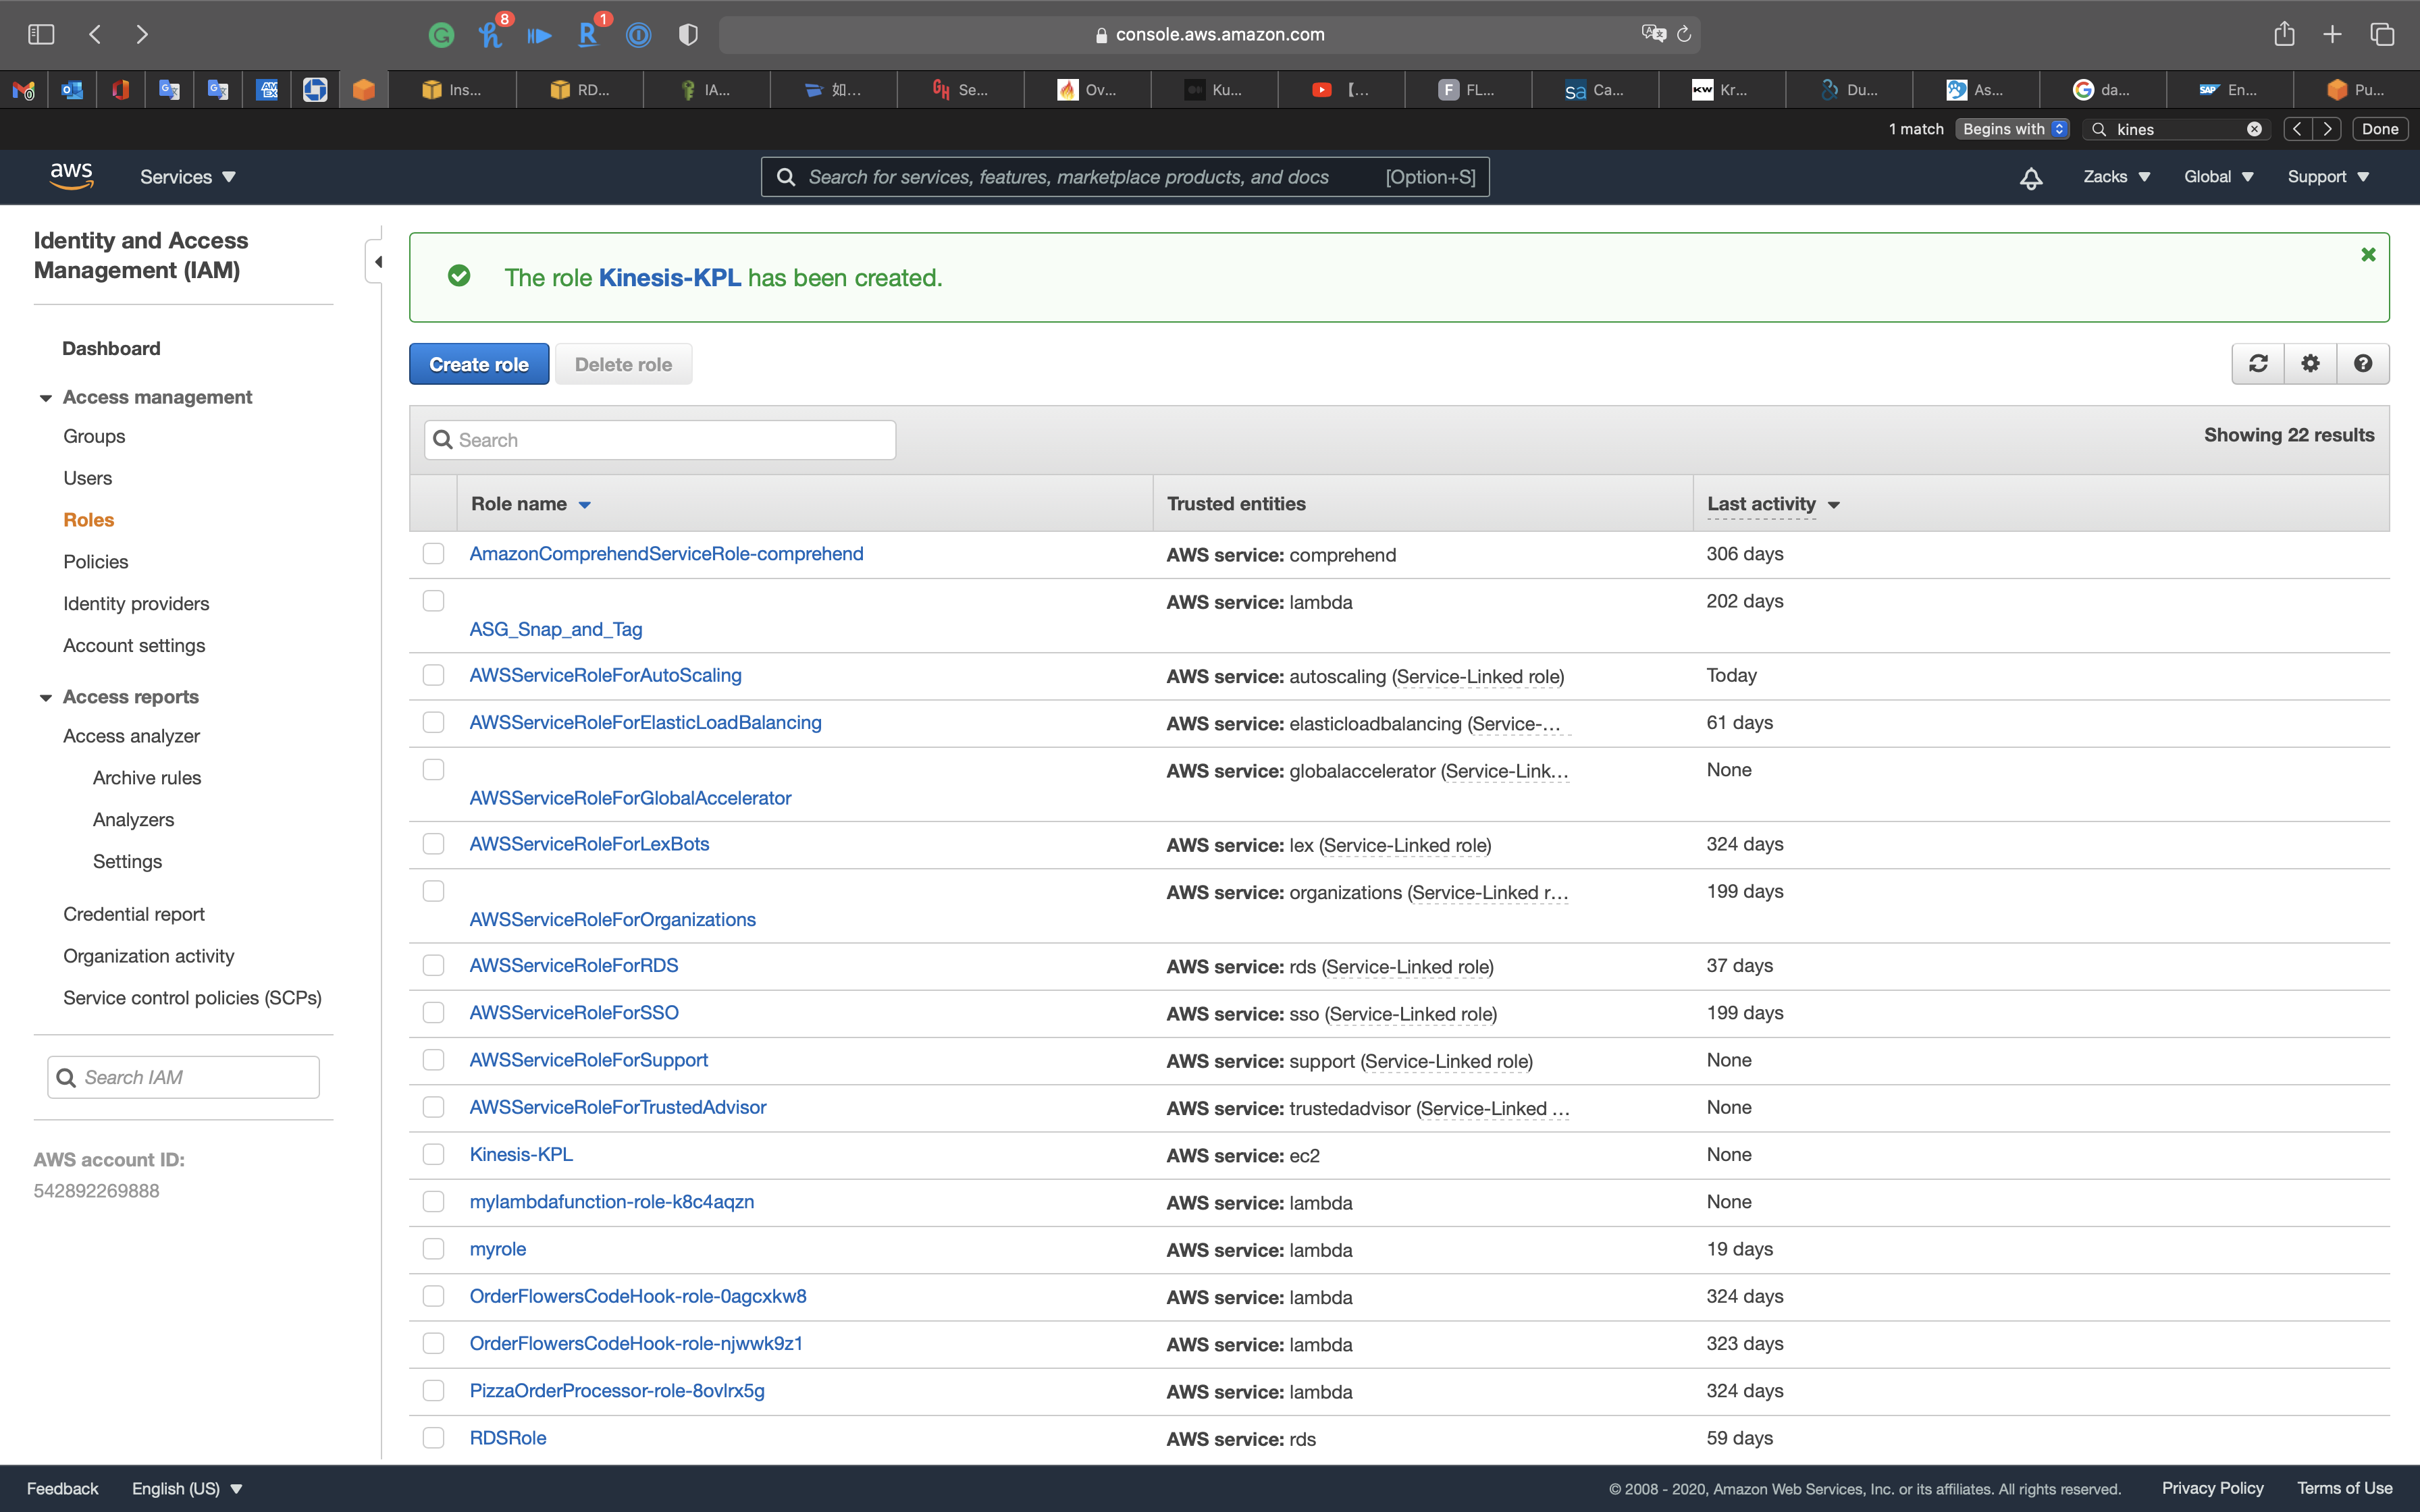 8
1
console.aws.amazon.com
Ins...
RD...
IA...
如...
Se...
Ov...
Ku...
【...
FL...
Ca...
Kr...
Du...
As...
da...
En...
Pu...
1 match Begins with kines Done
aws Services Search for services, features, marketplace products, and docs [Option+S] Zacks Global Support
Identity and Access
Management (IAM)
Dashboard
Access management
Groups
Users
Roles
Policies
Identity providers
Account settings
Access reports
Access analyzer
Archive rules
Analyzers
Settings
Credential report
Organization activity
Service control policies (SCPs)
Search IAM
AWS account ID:
542892269888
The role Kinesis-KPL has been created.
Create role Delete role
Search Showing 22 results
Role name Trusted entities Last activity
AmazonComprehendServiceRole-comprehend AWS service: comprehend 306 days
ASG_Snap_and_Tag AWS service: lambda 202 days
AWSServiceRoleForAutoScaling AWS service: autoscaling (Service-Linked role) Today
AWSServiceRoleForElasticLoadBalancing AWS service: elasticloadbalancing (Service-... 61 days
AWSServiceRoleForGlobalAccelerator AWS service: globalaccelerator (Service-Link... None
AWSServiceRoleForLexBots AWS service: lex (Service-Linked role) 324 days
AWSServiceRoleForOrganizations AWS service: organizations (Service-Linked r... 199 days
AWSServiceRoleForRDS AWS service: rds (Service-Linked role) 37 days
AWSServiceRoleForSSO AWS service: sso (Service-Linked role) 199 days
AWSServiceRoleForSupport AWS service: support (Service-Linked role) None
AWSServiceRoleForTrustedAdvisor AWS service: trustedadvisor (Service-Linked ... None
Kinesis-KPL AWS service: ec2 None
mylambdafunction-role-k8c4aqzn AWS service: lambda None
myrole AWS service: lambda 19 days
OrderFlowersCodeHook-role-0agcxkw8 AWS service: lambda 324 days
OrderFlowersCodeHook-role-njwwk9z1 AWS service: lambda 323 days
PizzaOrderProcessor-role-8ovlrx5g AWS service: lambda 324 days
RDSRole AWS service: rds 59 days
Feedback English (US) © 2008 - 2020, Amazon Web Services, Inc. or its affiliates. All rights reserved. Privacy Policy Terms of Use